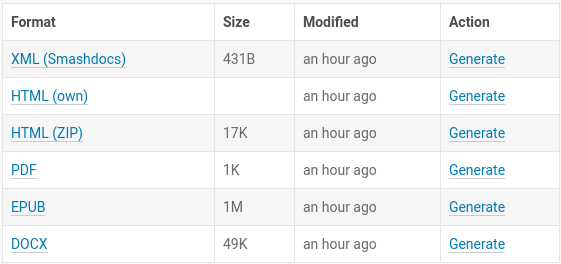 Format Size Modified Action
XML (Smashdocs) 431B an hour ago Generate
HTML (own) an hour ago Generate
HTML (ZIP) 17K an hour ago Generate
PDF 1K an hour ago Generate
EPUB 1M an hour ago Generate
DOCX 49K an hour ago Generate